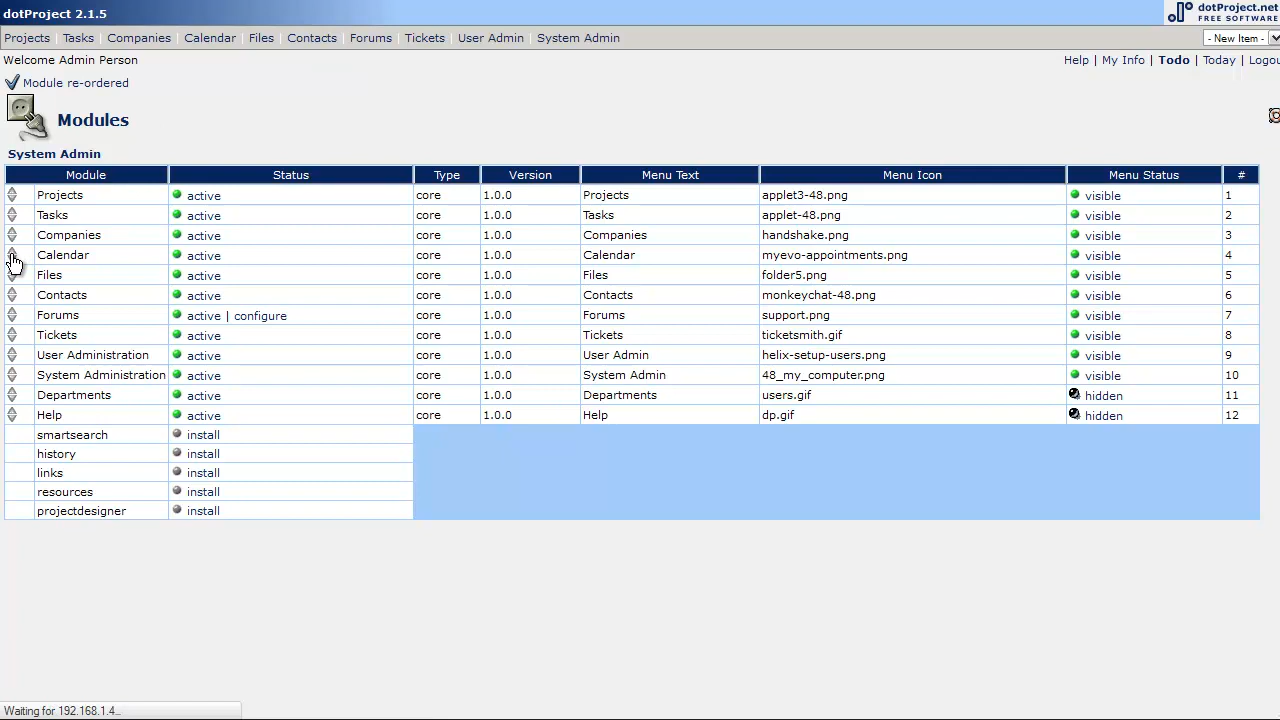 dotProject 2.1.5
dotProject.net
FREE SOFTWARE
Projects Tasks Companies Calendar Files Contacts Forums Tickets User Admin System Admin - New Item -
Welcome Admin Person Help | My Info | Todo | Today | Logou
Module re-ordered
Modules
System Admin
Module Status Type Version Menu Text Menu Icon Menu Status #
Projects active core 1.0.0 Projects applet3-48.png visible 1
Tasks active core 1.0.0 Tasks applet-48.png visible 2
Companies active core 1.0.0 Companies handshake.png visible 3
Calendar active core 1.0.0 Calendar myevo-appointments.png visible 4
Files active core 1.0.0 Files folder5.png visible 5
Contacts active core 1.0.0 Contacts monkeychat-48.png visible 6
Forums active | configure core 1.0.0 Forums support.png visible 7
Tickets active core 1.0.0 Tickets ticketsmith.gif visible 8
User Administration active core 1.0.0 User Admin helix-setup-users.png visible 9
System Administration active core 1.0.0 System Admin 48_my_computer.png visible 10
Departments active core 1.0.0 Departments users.gif hidden 11
Help active core 1.0.0 Help dp.gif hidden 12
smartsearch install
history install
links install
resources install
projectdesigner install
Waiting for 192.168.1.4...